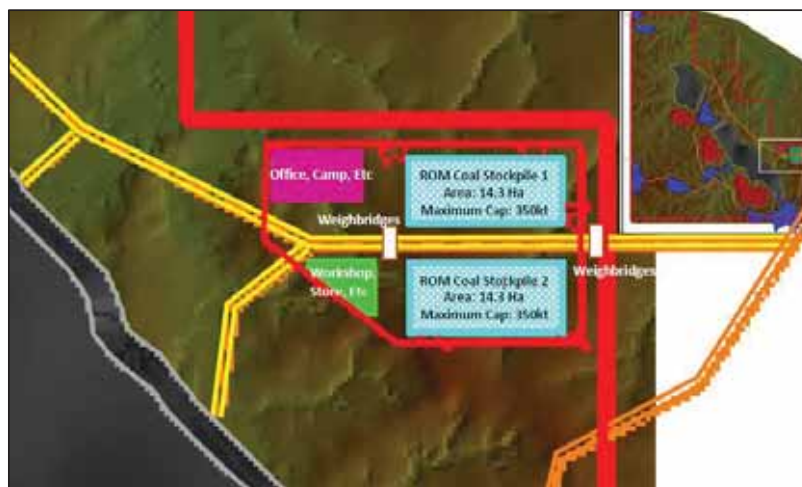 Office, Camp, Etc
ROM Coal Stockpile 1
Area: 14.3 Ha
Maximum Cap: 350kt
Weighbridges
Weighbridges
Workshop,
Store, Etc
ROM Coal Stockpile 2
Area: 14.3 Ha
Maximum Cap: 350kt